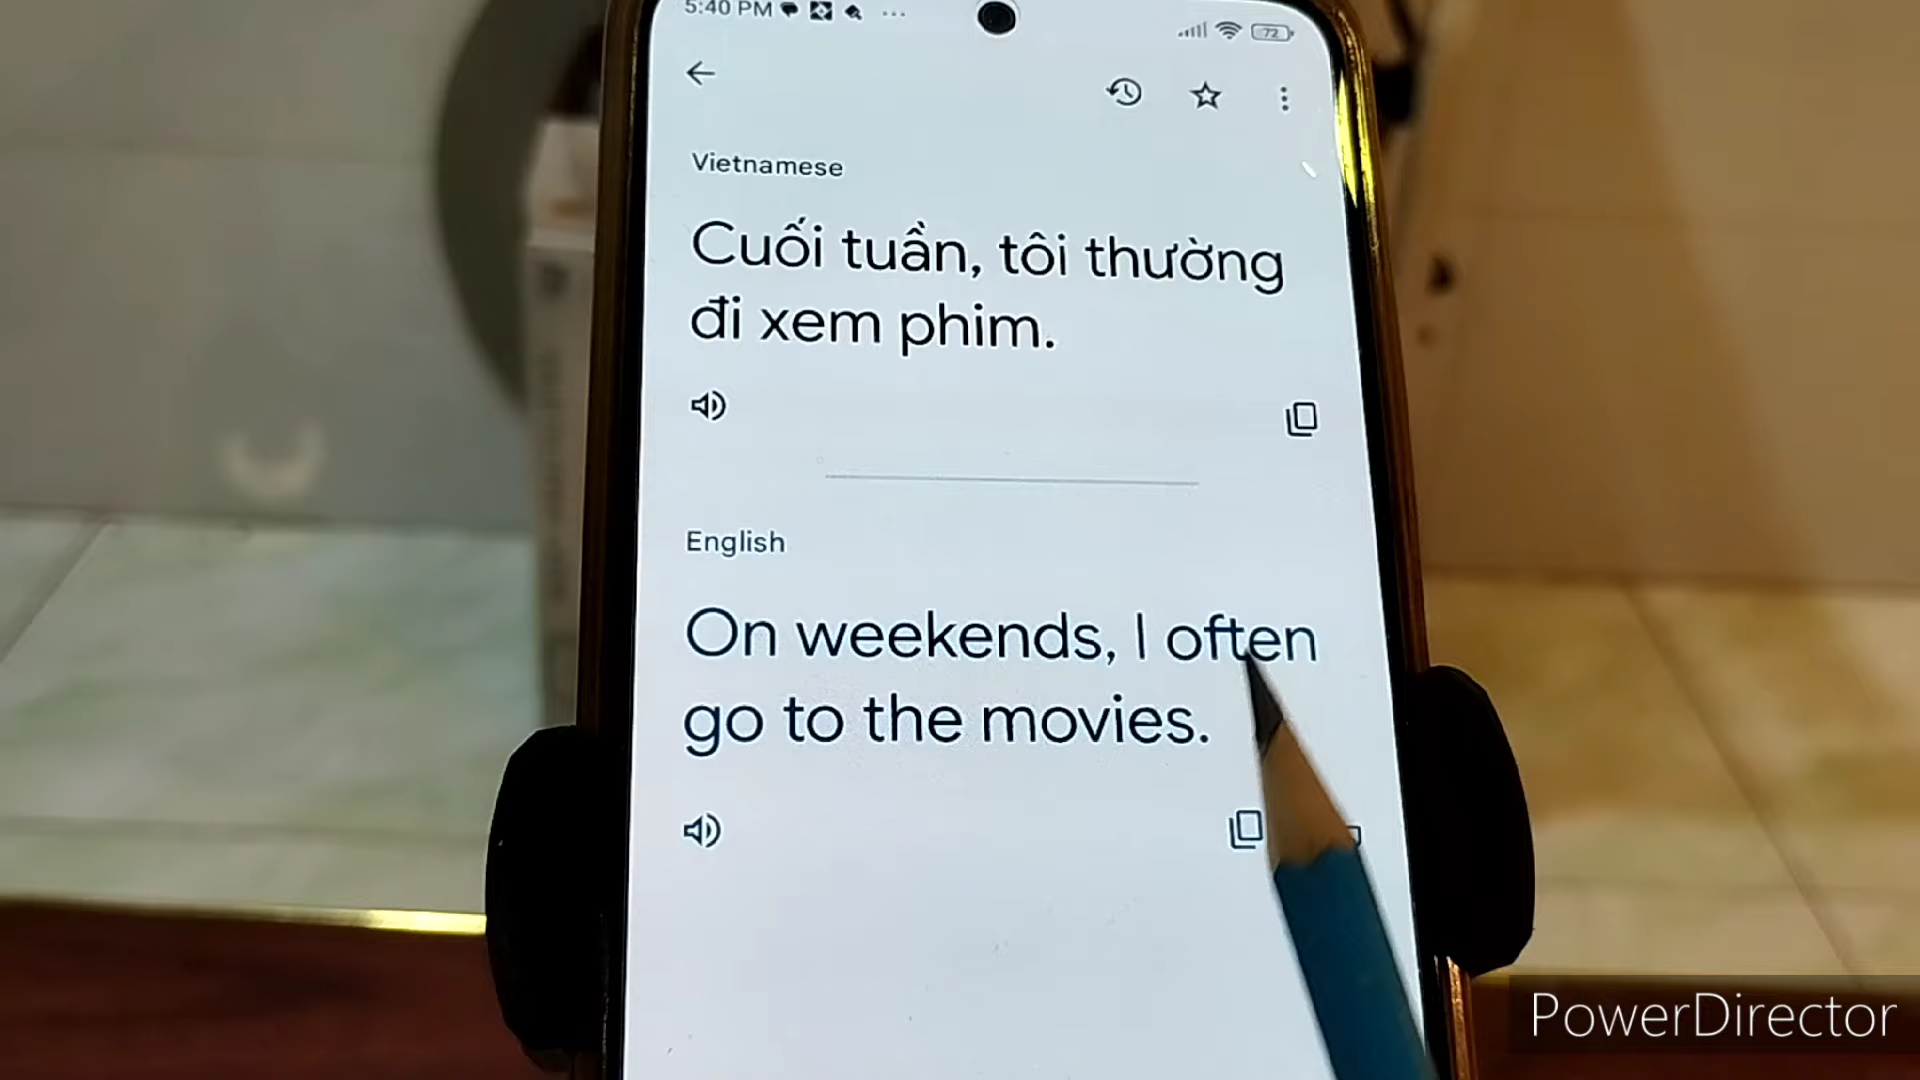 5:40 PM
72
Vietnamese
Cuối tuần, tôi thường
đi xem phim.
English
On weekends, I often
go to the movies.
PowerDirector